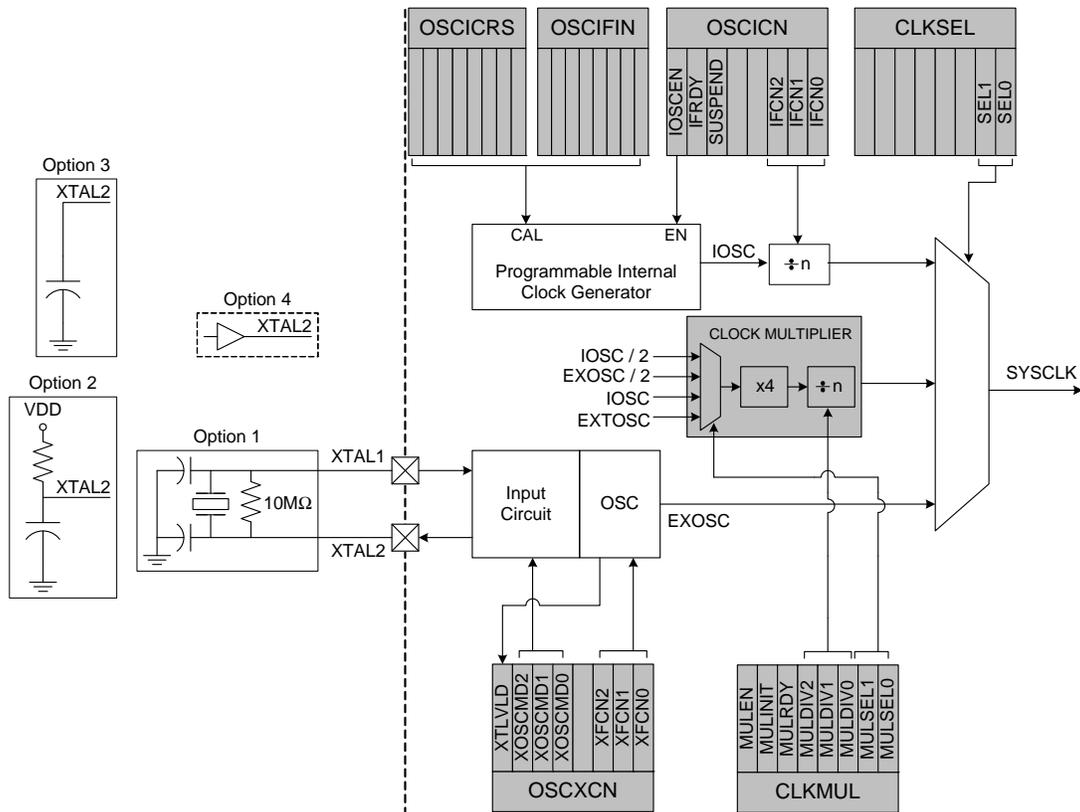 OSCICRS
OSCIFIN
OSCICN
CLKSEL
IOSCEN
IFRDY
SUSPEND
IFCN2
IFCN1
IFCN0
SEL1
SEL0
Option 3
XTAL2
Option 4
XTAL2
CAL
EN
Programmable Internal
Clock Generator
IOSC
÷ n
CLOCK MULTIPLIER
IOSC / 2
EXOSC / 2
IOSC
EXTOSC
x4
÷ n
SYSCLK
Option 2
VDD
XTAL2
Option 1
10MΩ
XTAL1
XTAL2
Input
Circuit
OSC
EXOSC
XTLVLD
XOSCMD2
XOSCMD1
XOSCMD0
XFCN2
XFCN1
XFCN0
OSCXCN
MULEN
MULINIT
MULRDY
MULDIV2
MULDIV1
MULDIV0
MULSEL1
MULSEL0
CLKMUL